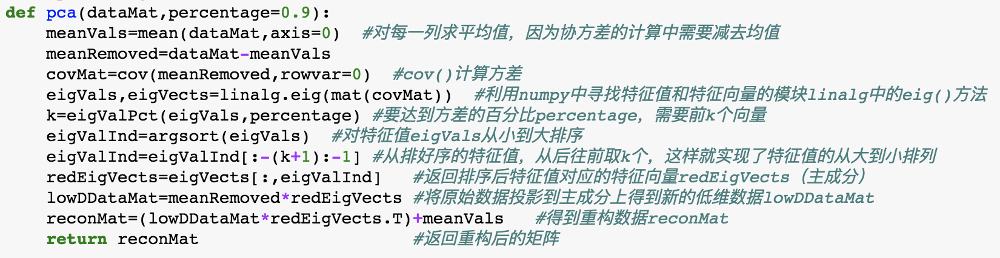 def pca(dataMat,percentage=0.9):
    meanVals=mean(dataMat,axis=0)  #对每一列求平均值，因为协方差的计算中需要减去均值
    meanRemoved=dataMat-meanVals
    covMat=cov(meanRemoved,rowvar=0)  #cov()计算方差
    eigVals,eigVects=linalg.eig(mat(covMat))  #利用numpy中寻找特征值和特征向量的模块linalg中的eig()方法
    k=eigValPct(eigVals,percentage) #要达到方差的百分比percentage，需要前k个向量
    eigValInd=argsort(eigVals)  #对特征值eigVals从小到大排序
    eigValInd=eigValInd[:-(k+1):-1] #从排好序的特征值，从后往前取k个，这样就实现了特征值的从大到小排列
    redEigVects=eigVects[:,eigValInd]   #返回排序后特征值对应的特征向量redEigVects（主成分）
    lowDDataMat=meanRemoved*redEigVects #将原始数据投影到主成分上得到新的低维数据lowDDataMat
    reconMat=(lowDDataMat*redEigVects.T)+meanVals   #得到重构数据reconMat
    return reconMat                     #返回重构后的矩阵